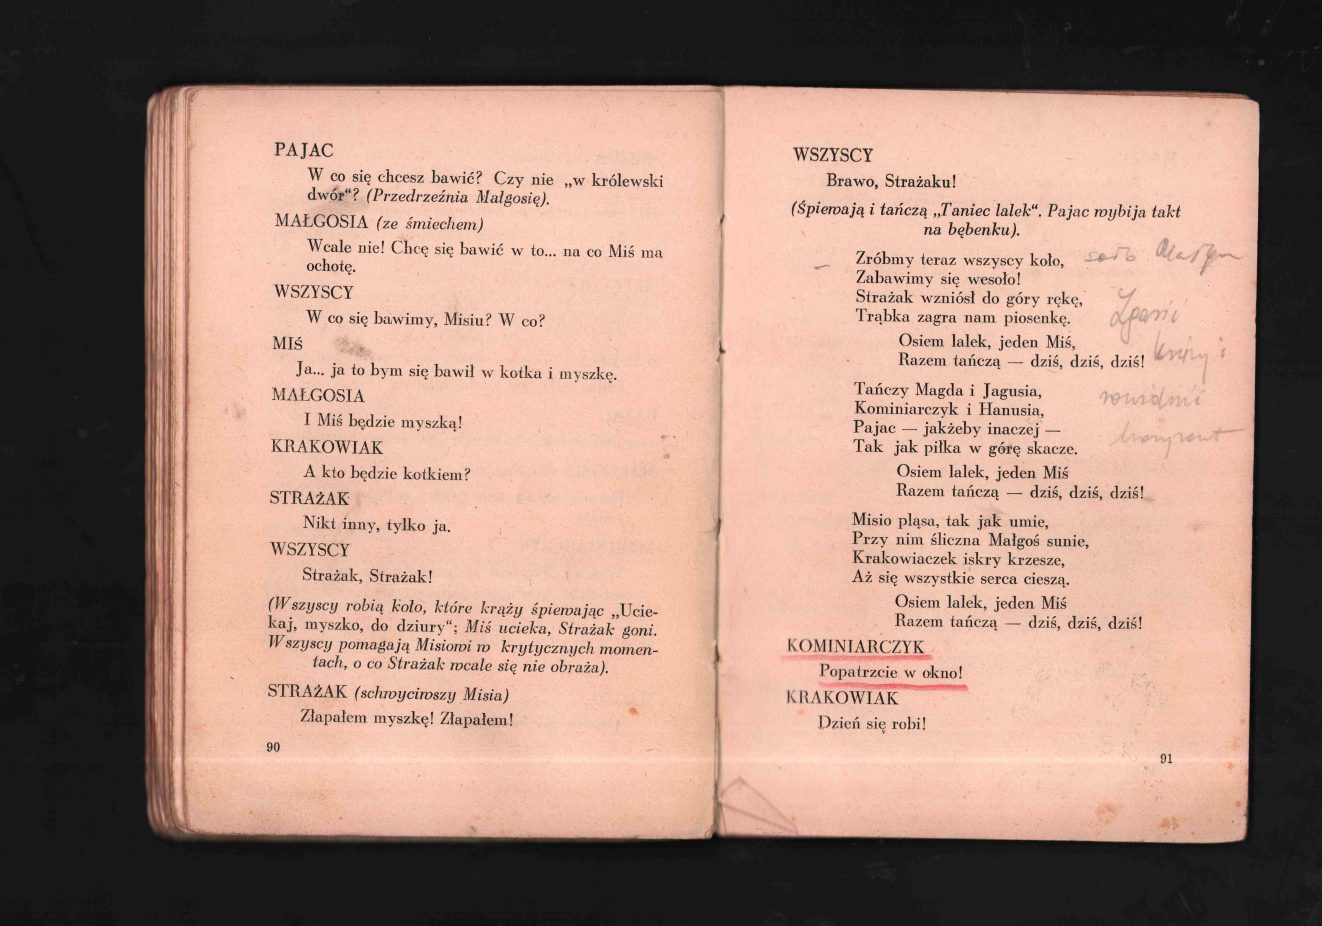 PAJAC
W co się chcesz bawić? Czy nie „w królewski
dwór“? (Przedrzeźnia Małgosię).
MAŁGOSIA (ze śmiechem)
Wcale nie! Chcę się bawić w to... na co Miś ma
ochotę.
WSZYSCY
W co się bawimy, Misiu? W co?
MIŚ
Ja... ja to bym się bawił w kotka i myszkę.
MAŁGOSIA
I Miś będzie myszką!
KRAKOWIAK
A kto będzie kotkiem?
STRAŻAK
Nikt inny, tylko ja.
WSZYSCY
Strażak, Strażak!
(Wszyscy robią koło, które krąży śpiewając „Ucie-
kaj, myszko, do dziury“; Miś ucieka, Strażak goni.
Wszyscy pomagają Misiowi w krytycznych momen-
tach, o co Strażak wcale się nie obraża).
STRAŻAK (schwyciwszy Misia)
Złapałem myszkę! Złapałem!
90
WSZYSCY
Brawo, Strażaku!
(Śpiewają i tańczą „Taniec lalek“. Pajac wybija takt
na bębenku).
Zróbmy teraz wszyscy koło,
Zabawimy się wesoło!
Strażak wzniósł do góry rękę,
Trąbka zagra nam piosenkę.
Osiem lalek, jeden Miś,
Razem tańczą — dziś, dziś, dziś!
Tańczy Magda i Jagusia,
Kominiarczyk i Hanusia,
Pajac — jakżeby inaczej —
Tak jak piłka w górę skacze.
Osiem lalek, jeden Miś
Razem tańczą — dziś, dziś, dziś!
Misio pląsa, tak jak umie,
Przy nim śliczna Małgoś sunie,
Krakowiaczek iskry krzesze,
Aż się wszystkie serca cieszą.
Osiem lalek, jeden Miś
Razem tańczą — dziś, dziś, dziś!
KOMINIARCZYK
Popatrzcie w okno!
KRAKOWIAK
Dzień się robi!
91
Zgasić